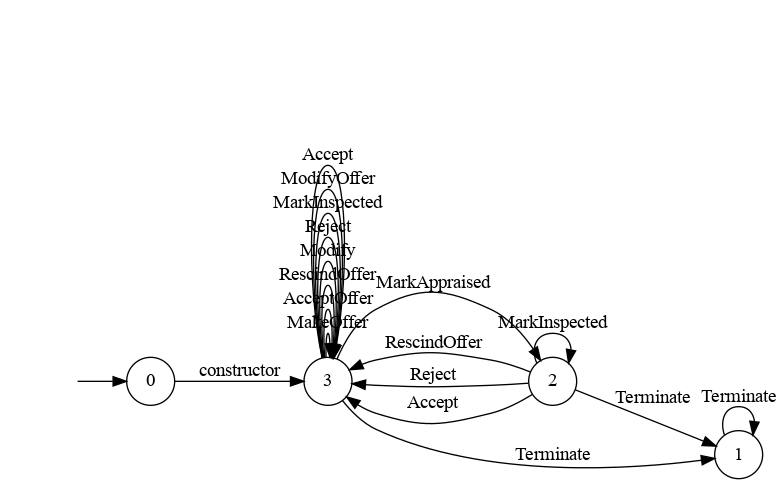 Accept
ModifyOffer
MarkInspected
Reject
Modify
RescindOffer
AcceptOffer
MakeOffer
MarkAppraised
MarkInspected
RescindOffer
constructor
Reject
0
3
2
Accept
Terminate
Terminate
Terminate
1